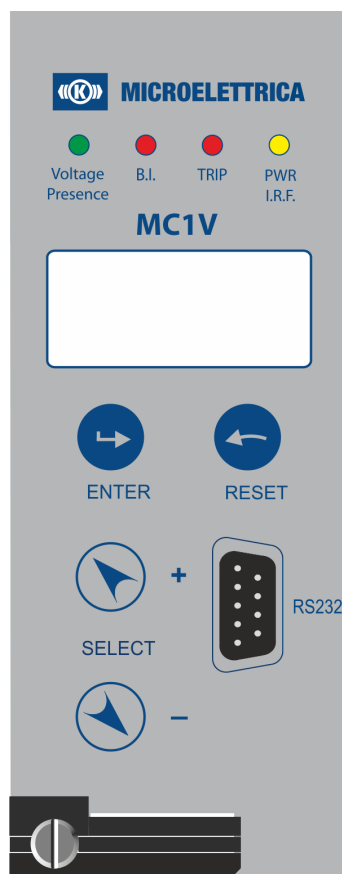 ((K)) MICROELETTRICA
Voltage Presence B.I. TRIP PWR I.R.F.
MC1V
ENTER RESET
+
RS232
SELECT
–